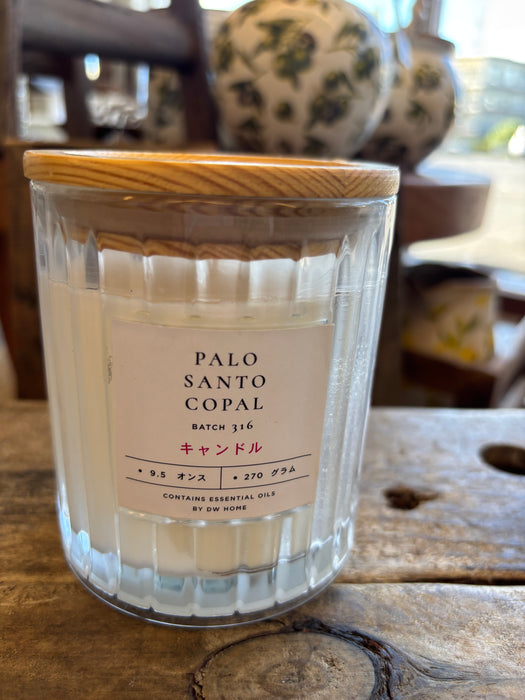 PALO
SANTO
COPAL
BATCH 316
キャンドル
• 9.5 オンス • 270 グラム
CONTAINS ESSENTIAL OILS
BY DW HOME